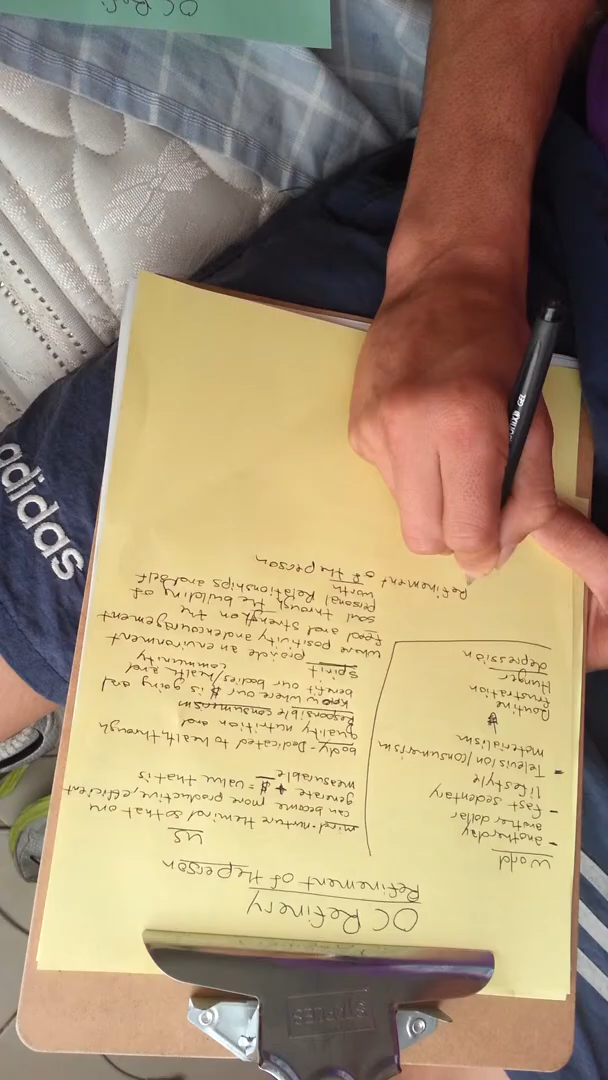 OC Refinery
Refinement of the person
World
- another day
another dollar
- fast sedentary
lifestyle
- Television/consumerism
materialism
$
Routine
frustration
Hunger
depression
US
mind-nurture the mind so that one
can become more productive, efficient
generate + $ = value that is
measurable
body- Dedicated to health through
quality nutrition and
Responsible consumerism
know where our $ is going and
benefit our bodies/health and
community
spirit
provide an environment
where positivity and encouragement
feed and strengthen the
soul through the building of
personal Relationships and self
worth
Refinement of the person
adidas
GEL
STAPLES
OC Refi